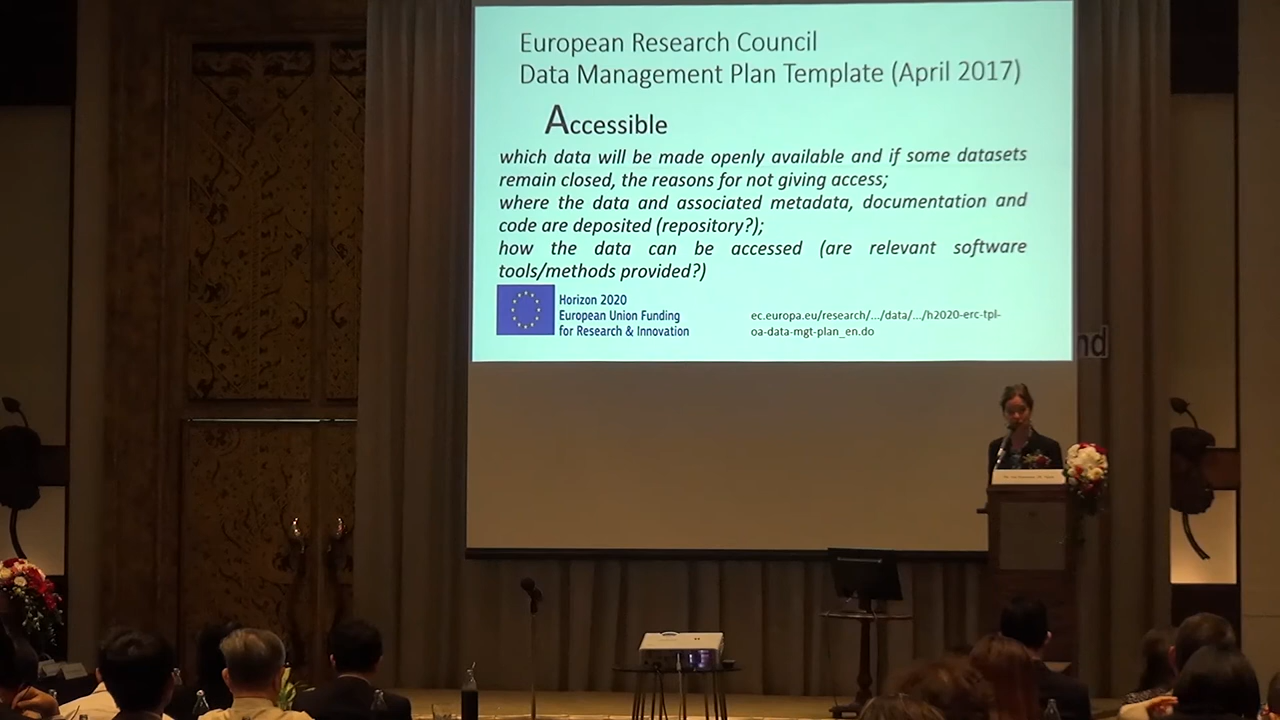 European Research Council
Data Management Plan Template (April 2017)
Accessible
which data will be made openly available and if some datasets
remain closed, the reasons for not giving access;
where the data and associated metadata, documentation and
code are deposited (repository?);
how the data can be accessed (are relevant software
tools/methods provided?)
Horizon 2020
European Union Funding
for Research & Innovation
ec.europa.eu/research/.../data/.../h2020-erc-tpl-
oa-data-mgt-plan_en.do
nd